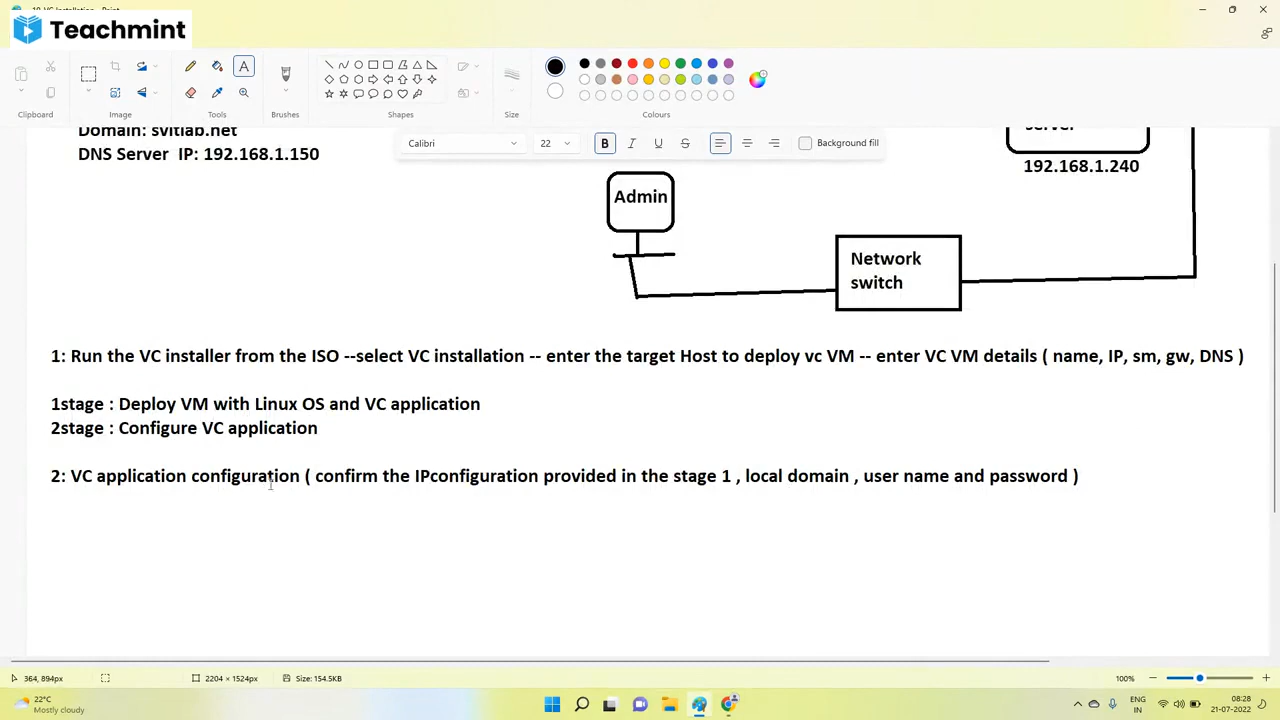 Teachmint
Clipboard
Image
Tools
Brushes
Shapes
Size
Colours
Calibri
22
B
I
U
S
Background fill
Domain: svitlab.net
DNS Server IP: 192.168.1.150
server
192.168.1.240
Admin
Network
switch
1: Run the VC installer from the ISO --select VC installation -- enter the target Host to deploy vc VM -- enter VC VM details ( name, IP, sm, gw, DNS )
1stage : Deploy VM with Linux OS and VC application
2stage : Configure VC application
2: VC application configuration ( confirm the IPconfiguration provided in the stage 1 , local domain , user name and password )
364, 894px
2204 × 1524px
Size: 154.5KB
100%
22°C
Mostly cloudy
ENG
IN
08:28
21-07-2022